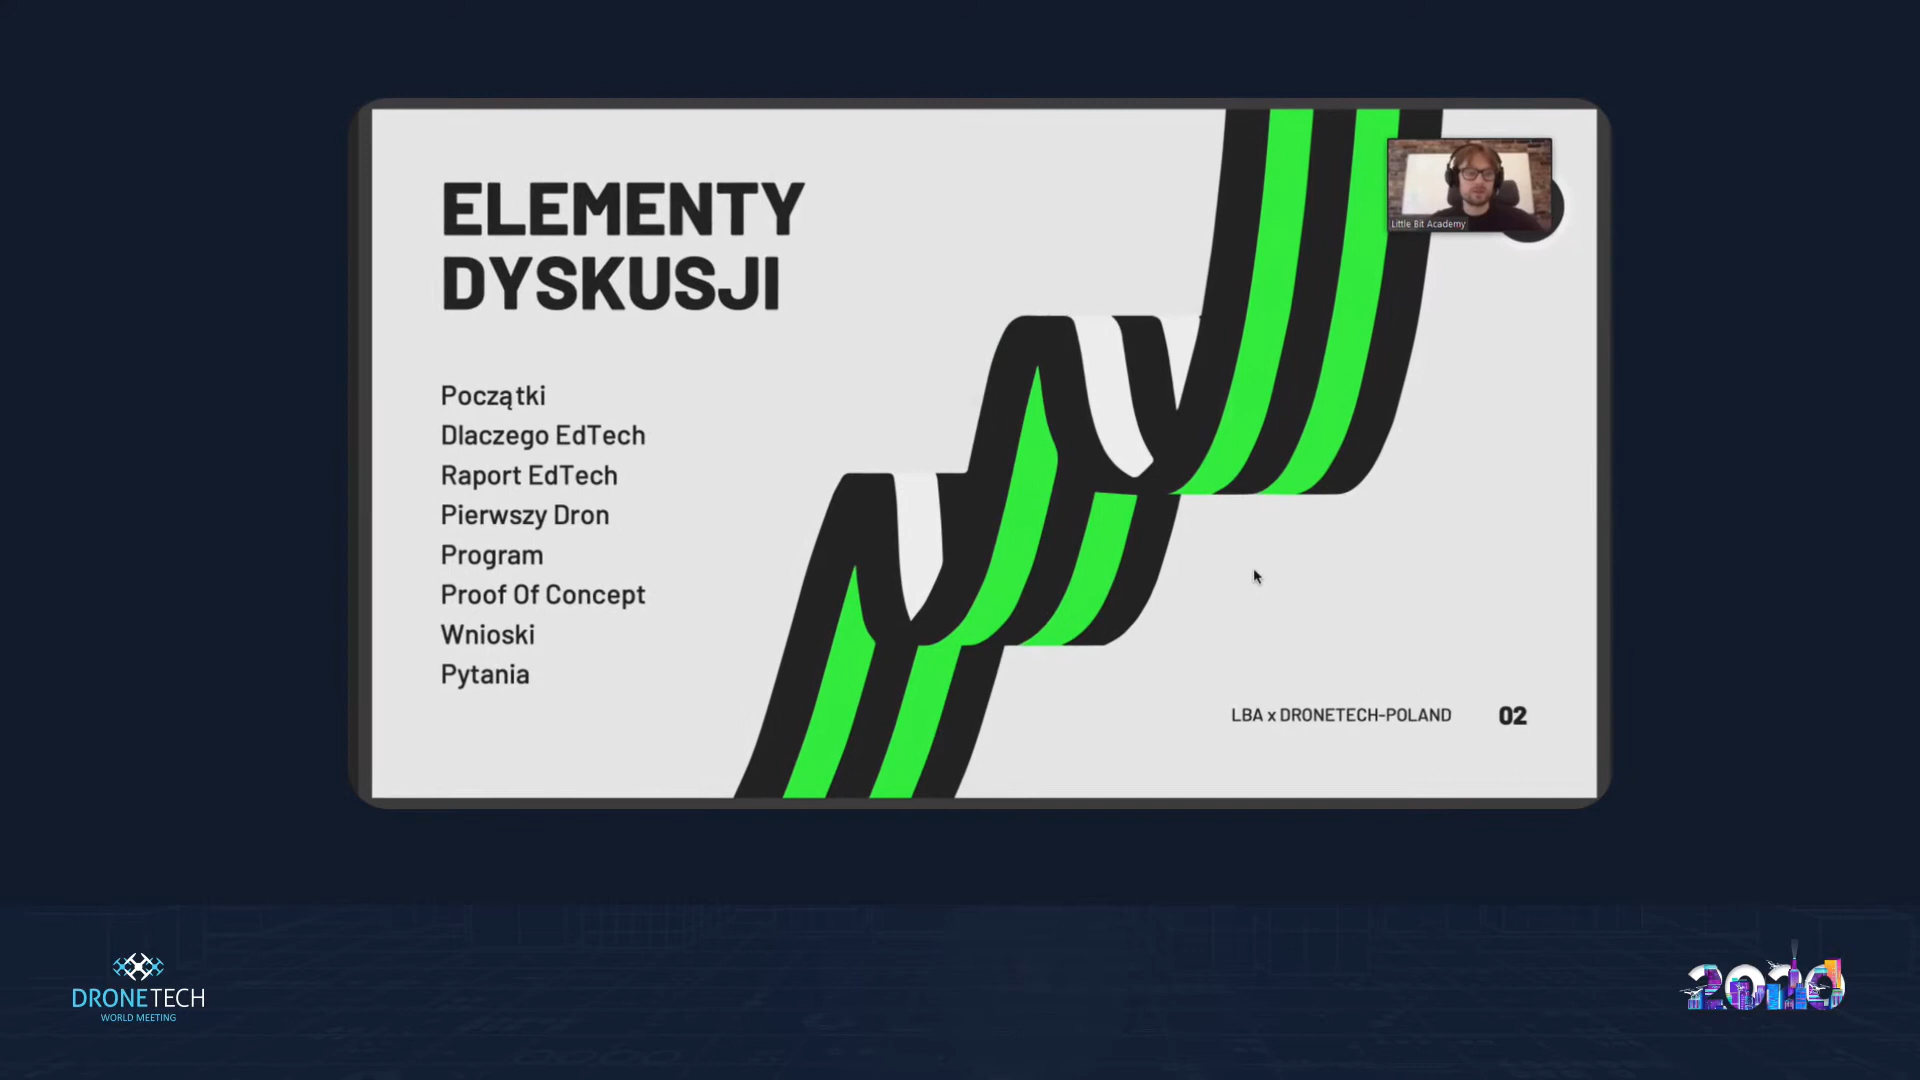 ELEMENTY
DYSKUSJI
Początki
Dlaczego EdTech
Raport EdTech
Pierwszy Dron
Program
Proof Of Concept
Wnioski
Pytania
Little Bit Academy
LBA x DRONETECH-POLAND
02
DRONETECH
WORLD MEETING
2020